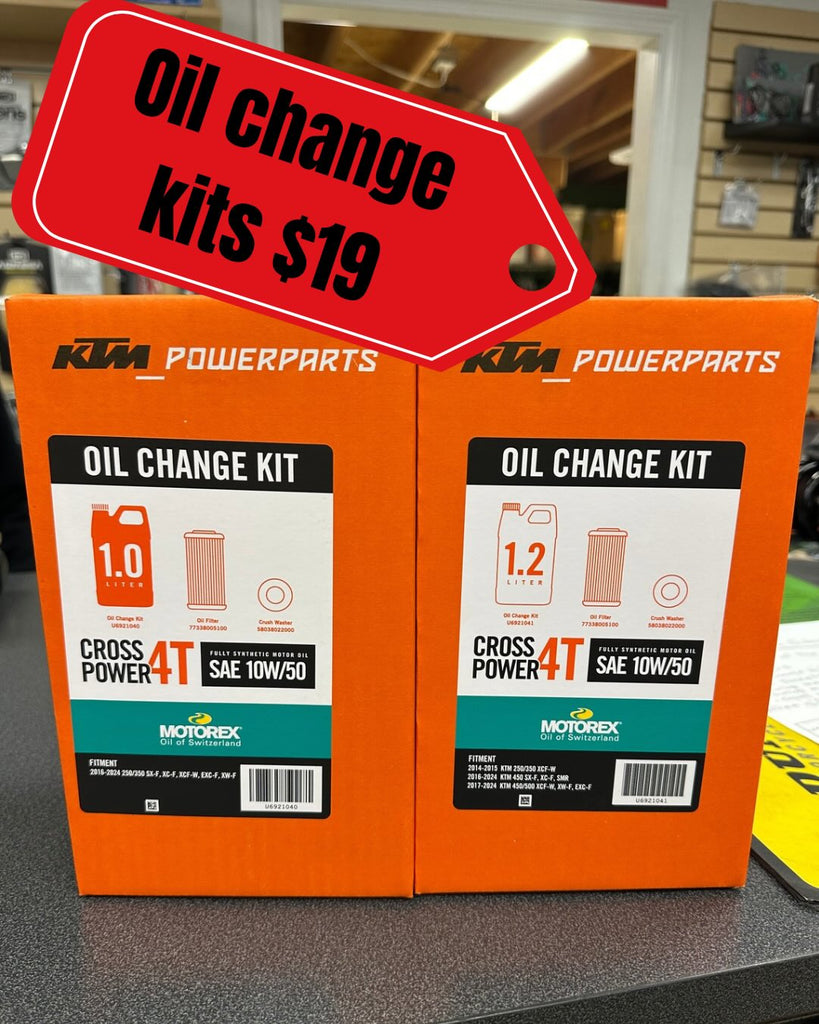 Oil change
kits $19
KTM_POWERPARTS
OIL CHANGE KIT
1.0
LITER
Oil Change Kit
U6921040
Oil Filter
77338005100
Crush Washer
58038022000
CROSS
POWER 4T
FULLY SYNTHETIC MOTOR OIL
SAE 10W/50
MOTOREX
Oil of Switzerland
FITMENT
2016-2024 250/350 SX-F, XC-F, XCF-W, EXC-F, XW-F
U6921040
KTM_POWERPARTS
OIL CHANGE KIT
1.2
LITER
Oil Change Kit
U6921041
Oil Filter
77338005100
Crush Washer
58038022000
CROSS
POWER 4T
FULLY SYNTHETIC MOTOR OIL
SAE 10W/50
MOTOREX
Oil of Switzerland
FITMENT
2014-2015 KTM 250/350 XCF-W
2016-2024 KTM 450 SX-F, XC-F, SMR
2017-2024 KTM 450/500 XCF-W, XW-F, EXC-F
U6921041